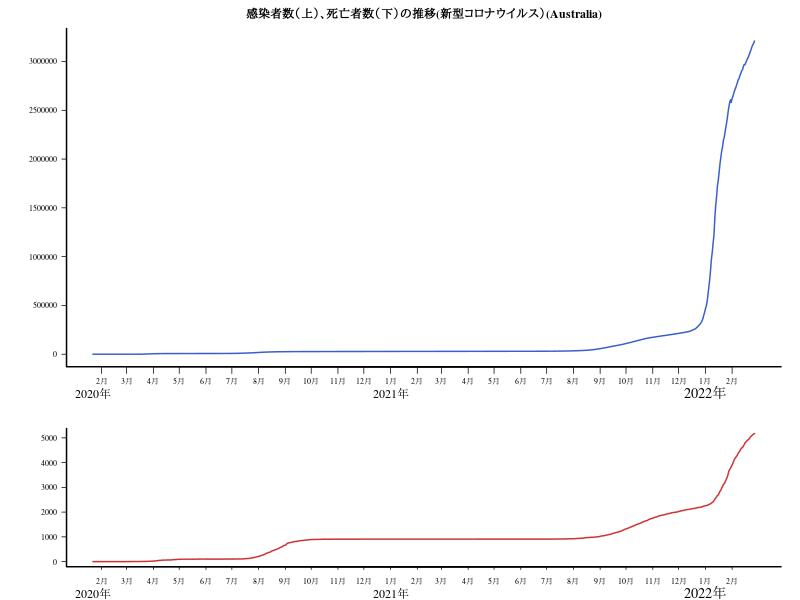 感染者数（上）、死亡者数（下）の推移(新型コロナウイルス）(Australia)
3000000
2500000
2000000
1500000
1000000
500000
0
2月 3月 4月 5月 6月 7月 8月 9月 10月 11月 12月 1月 2月 3月 4月 5月 6月 7月 8月 9月 10月 11月 12月 1月 2月
2020年 2021年 2022年
5000
4000
3000
2000
1000
0
2月 3月 4月 5月 6月 7月 8月 9月 10月 11月 12月 1月 2月 3月 4月 5月 6月 7月 8月 9月 10月 11月 12月 1月 2月
2020年 2021年 2022年